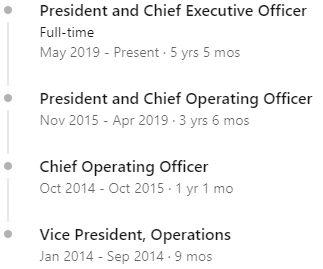 President and Chief Executive Officer
Full-time
May 2019 - Present · 5 yrs 5 mos
President and Chief Operating Officer
Nov 2015 - Apr 2019 · 3 yrs 6 mos
Chief Operating Officer
Oct 2014 - Oct 2015 · 1 yr 1 mo
Vice President, Operations
Jan 2014 - Sep 2014 · 9 mos